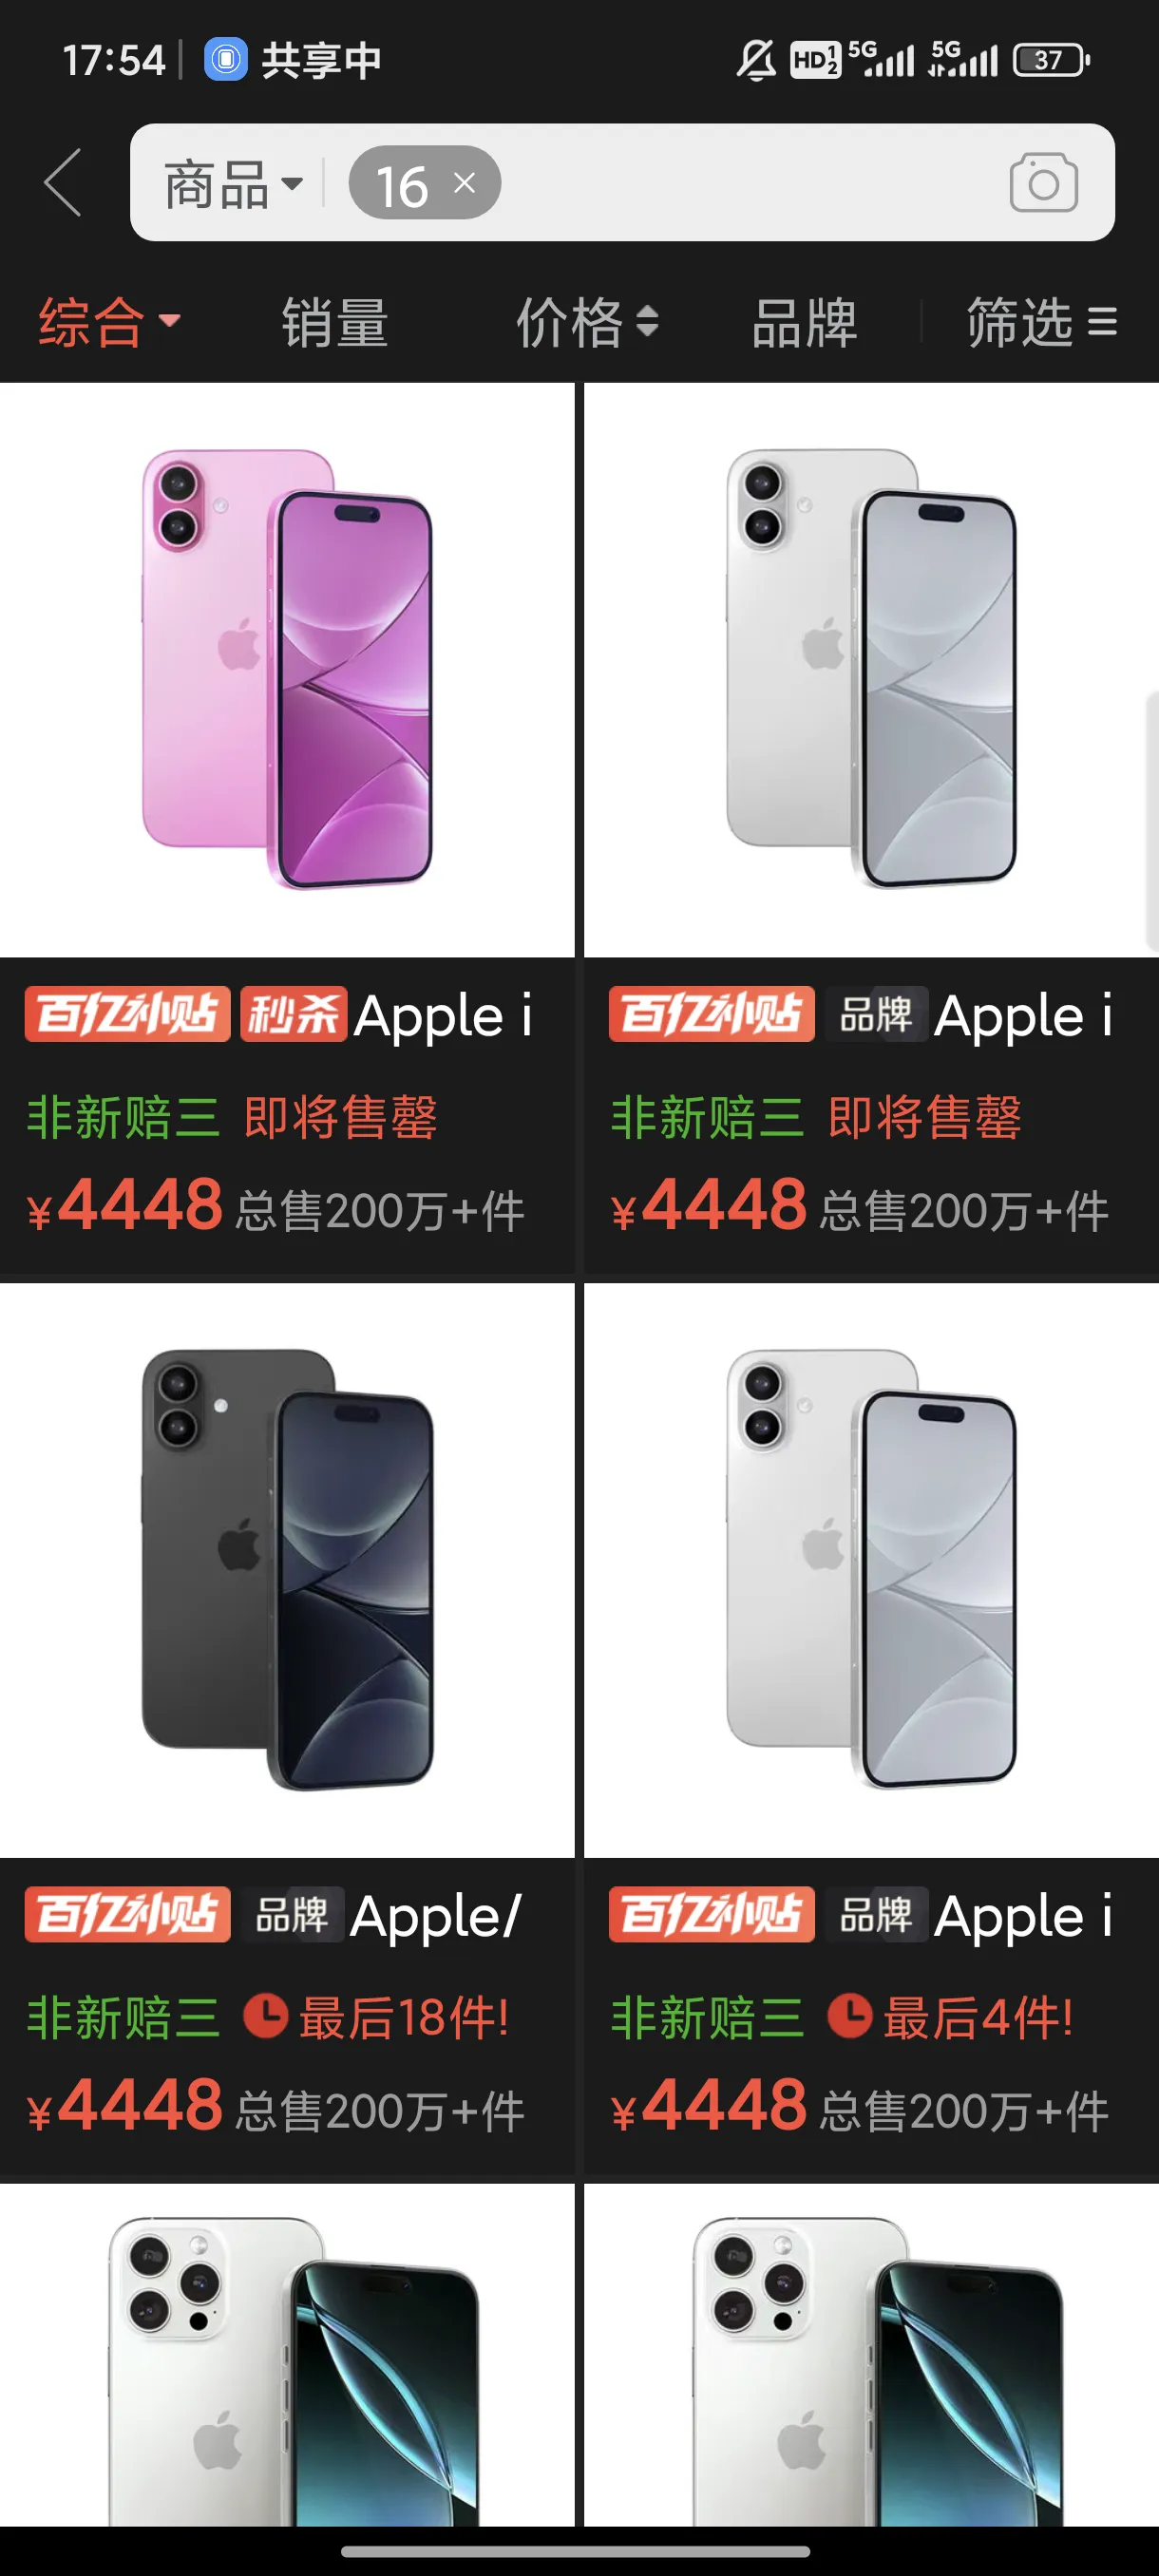 17:54 共享中 HD 1 2 5G 5G 37
商品 16 ×
综合 销量 价格 品牌 筛选
百亿补贴 秒杀 Apple i
非新赔三 即将售罄
¥4448 总售200万+件
百亿补贴 品牌 Apple i
非新赔三 即将售罄
¥4448 总售200万+件
百亿补贴 品牌 Apple/
非新赔三 最后18件!
¥4448 总售200万+件
百亿补贴 品牌 Apple i
非新赔三 最后4件!
¥4448 总售200万+件